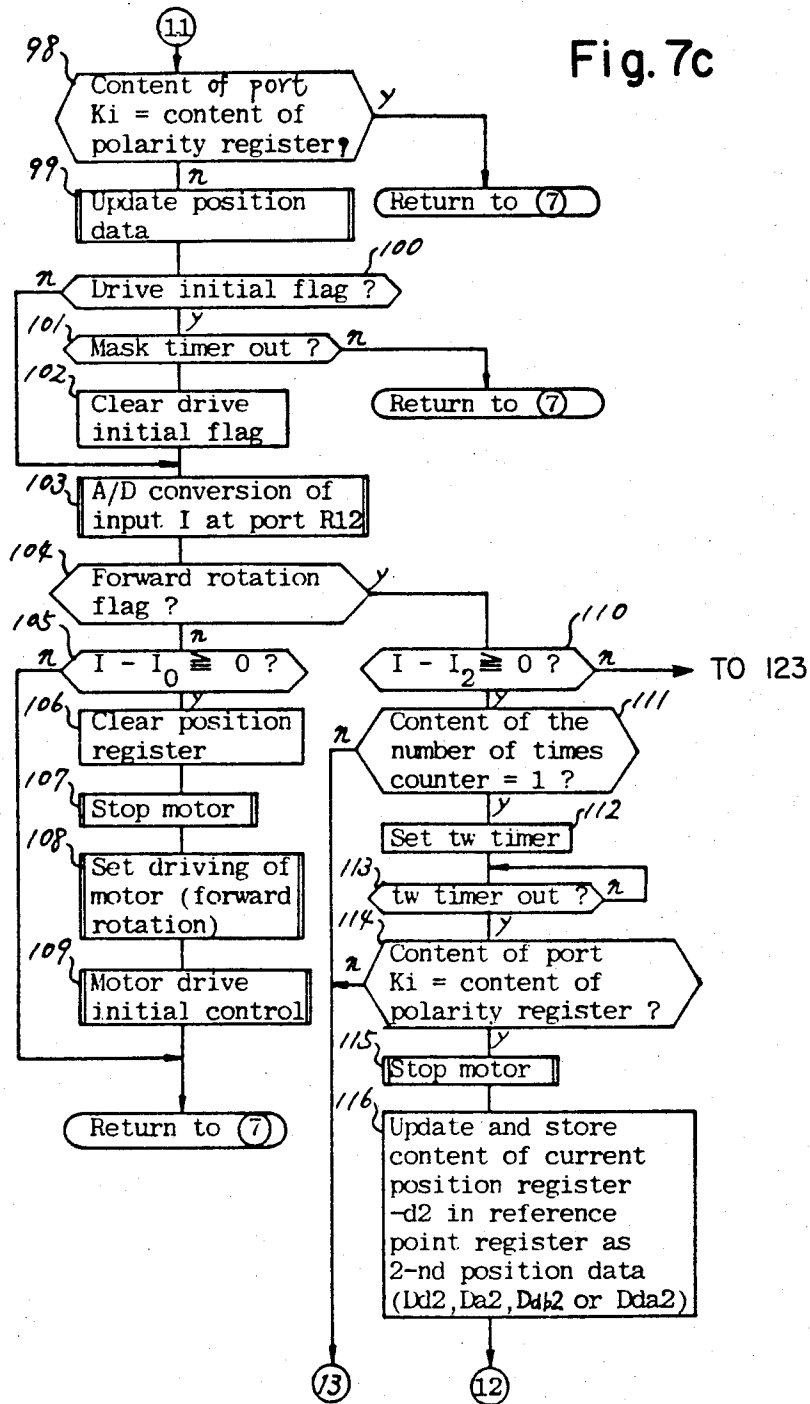 11
Fig. 7c
98
Content of port
Ki = content of
polarity register?
y
n
99
Update position
data
Return to 7
100
n
Drive initial flag ?
y
101
Mask timer out ?
n
102
Clear drive
initial flag
Return to 7
103
A/D conversion of
input I at port R12
104
Forward rotation
flag ?
y
n
105
n
I - I0 ≧ 0 ?
y
106
Clear position
register
107
Stop motor
108
Set driving of
motor (forward
rotation)
109
Motor drive
initial control
Return to 7
110
I - I2 ≧ 0 ?
n
TO 123
y
111
n
Content of the
number of times
counter = 1 ?
y
112
Set tw timer
113
tw timer out ?
n
y
114
n
Content of port
Ki = content of
polarity register ?
y
115
Stop motor
116
Update and store
content of current
position register
-d2 in reference
point register as
2-nd position data
(Dd2,Da2,Ddb2 or Dda2)
13
12